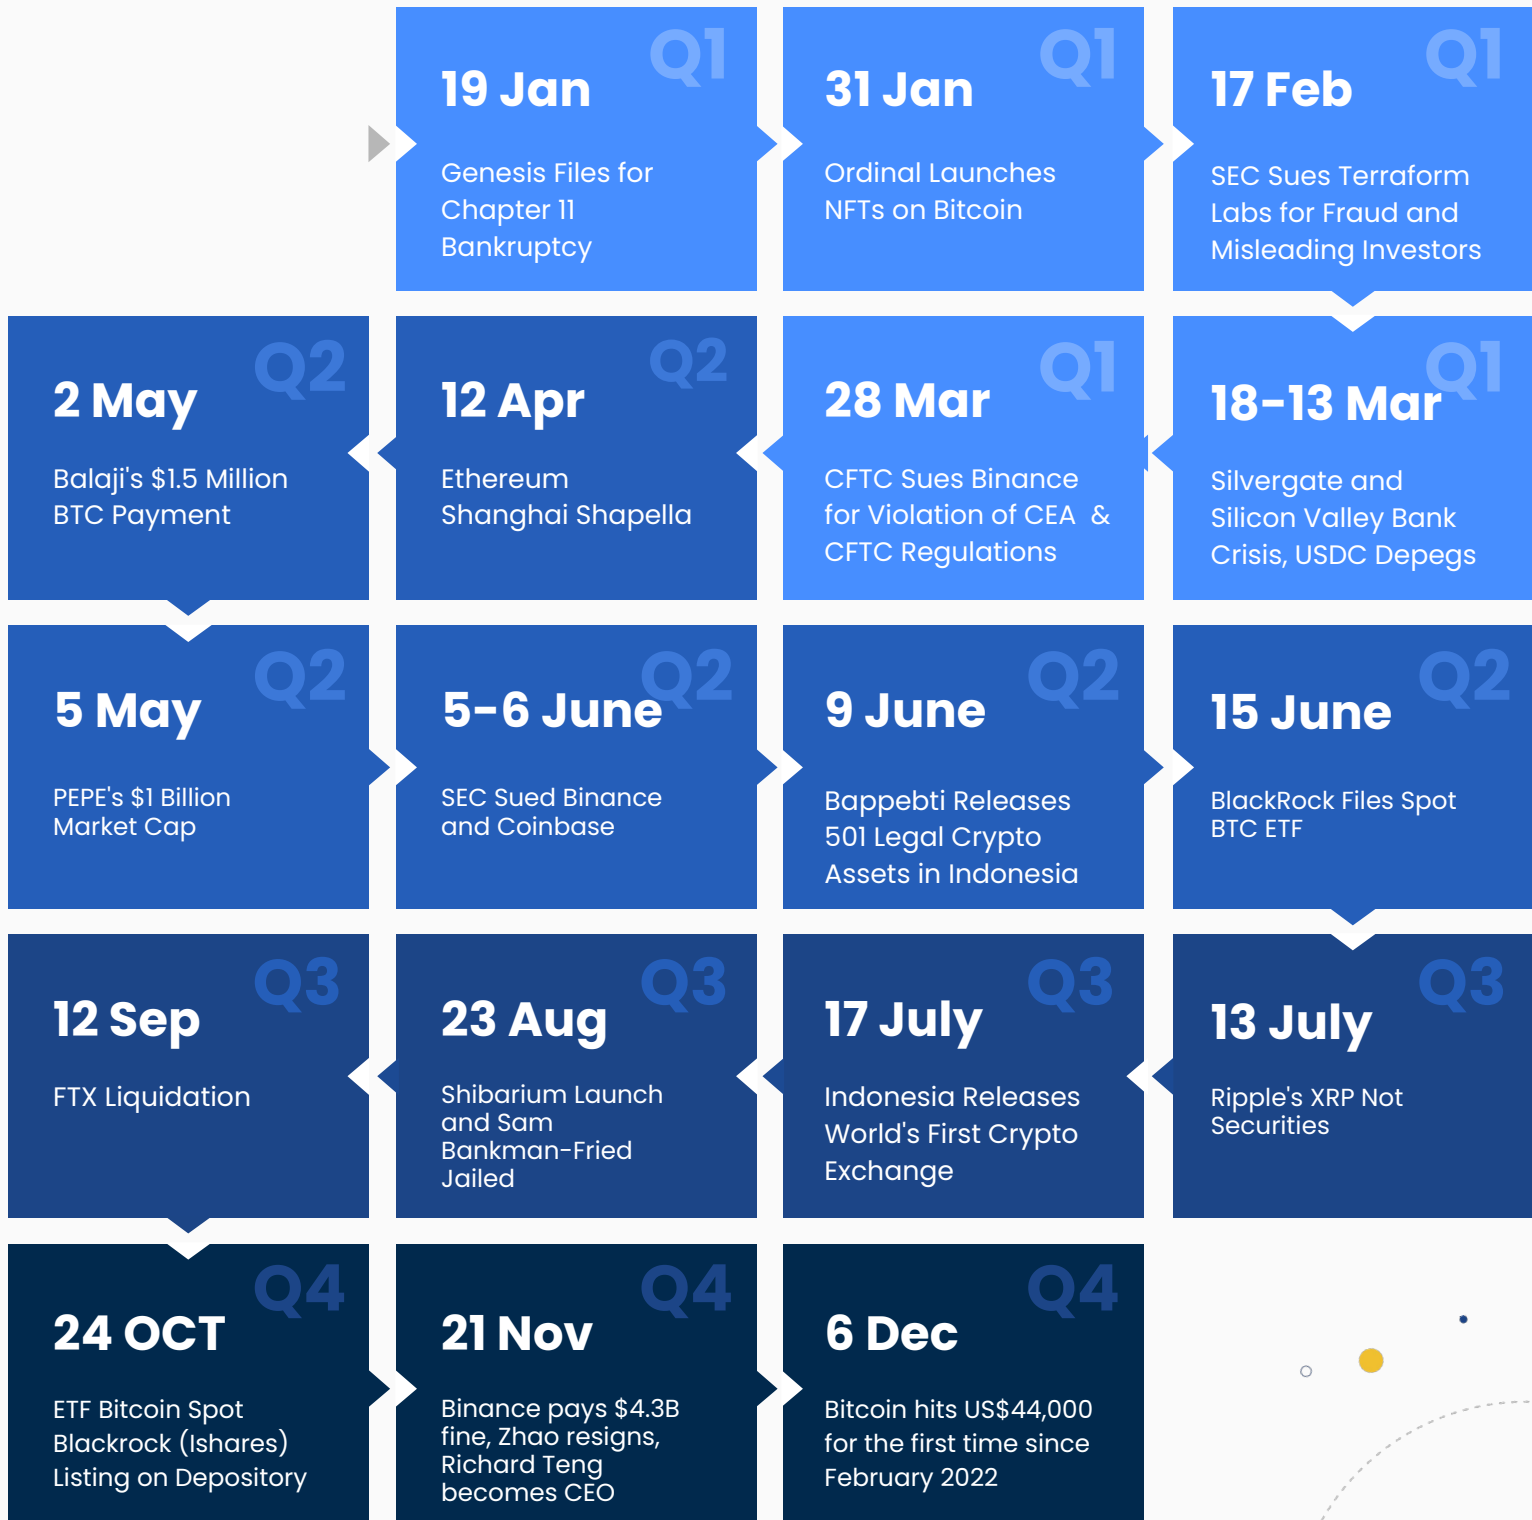 Q1
19 Jan
Genesis Files for
Chapter 11
Bankruptcy
Q1
31 Jan
Ordinal Launches
NFTs on Bitcoin
Q1
17 Feb
SEC Sues Terraform
Labs for Fraud and
Misleading Investors
Q1
18-13 Mar
Silvergate and
Silicon Valley Bank
Crisis, USDC Depegs
Q1
28 Mar
CFTC Sues Binance
for Violation of CEA &
CFTC Regulations
Q2
12 Apr
Ethereum
Shanghai Shapella
Q2
2 May
Balaji's $1.5 Million
BTC Payment
Q2
5 May
PEPE's $1 Billion
Market Cap
Q2
5-6 June
SEC Sued Binance
and Coinbase
Q2
9 June
Bappebti Releases
501 Legal Crypto
Assets in Indonesia
Q2
15 June
BlackRock Files Spot
BTC ETF
Q3
13 July
Ripple's XRP Not
Securities
Q3
17 July
Indonesia Releases
World's First Crypto
Exchange
Q3
23 Aug
Shibarium Launch
and Sam
Bankman-Fried
Jailed
Q3
12 Sep
FTX Liquidation
Q4
24 OCT
ETF Bitcoin Spot
Blackrock (Ishares)
Listing on Depository
Q4
21 Nov
Binance pays $4.3B
fine, Zhao resigns,
Richard Teng
becomes CEO
Q4
6 Dec
Bitcoin hits US$44,000
for the first time since
February 2022